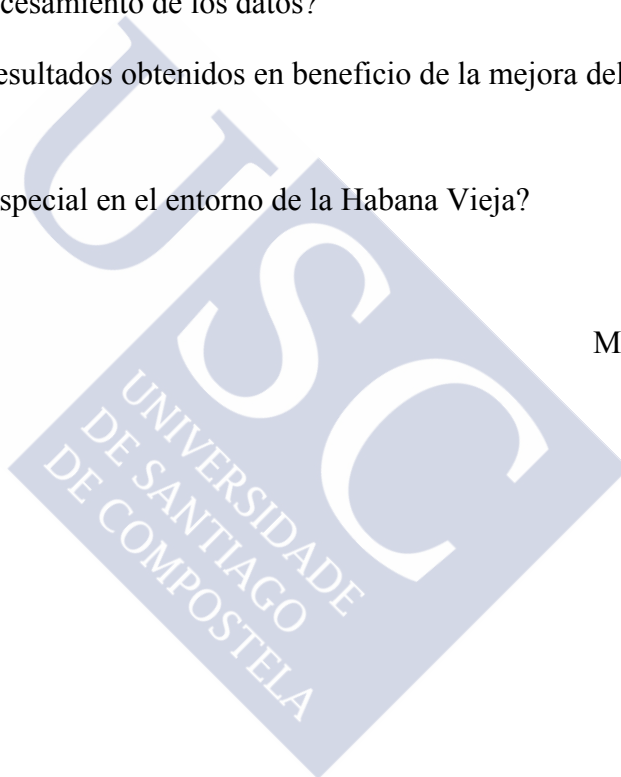 cesamiento de los datos?
esultados obtenidos en beneficio de la mejora del
special en el entorno de la Habana Vieja?
M
USC
UNIVERSIDADE
DE SANTIAGO
DE COMPOSTELA